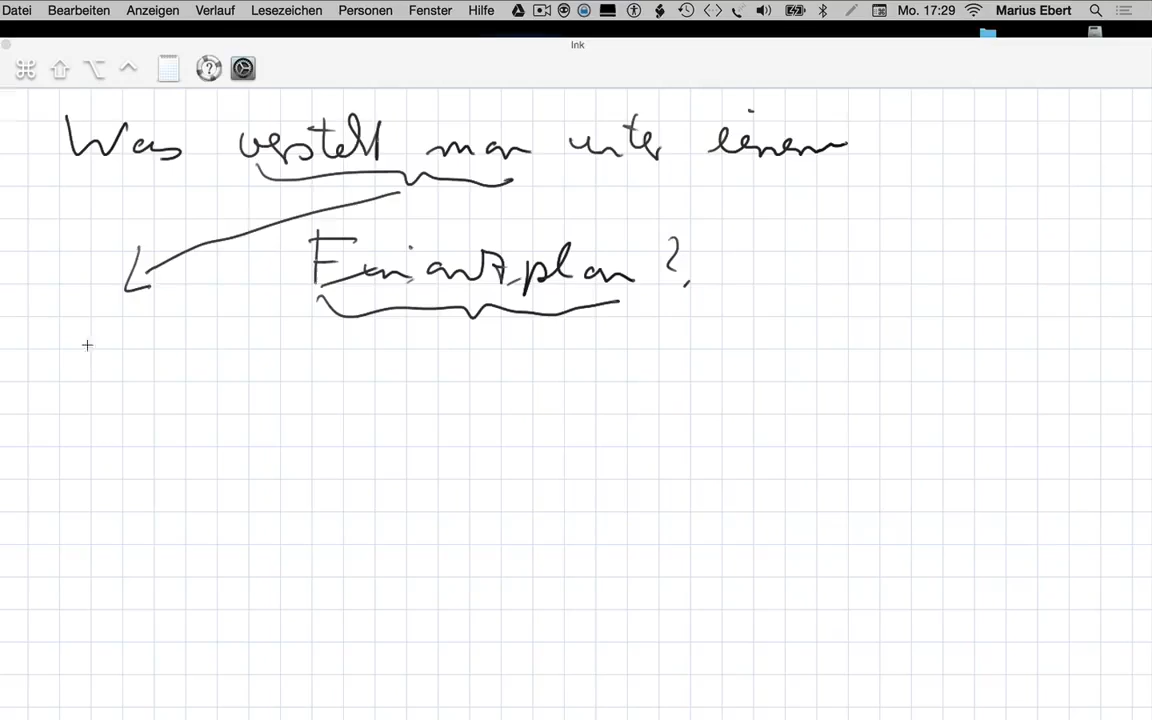 Datei Bearbeiten Anzeigen Verlauf Lesezeichen Personen Fenster Hilfe Mo. 17:29 Marius Ebert
Ink
Was versteht man unter einem
Finanzplan?